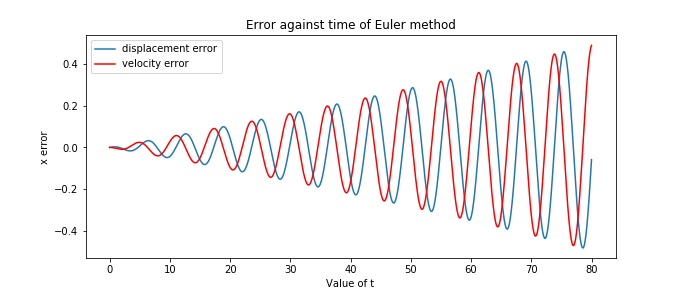 Error against time of Euler method
displacement error
velocity error
x error
0.4
0.2
0.0
−0.2
−0.4
0 10 20 30 40 50 60 70 80
Value of t